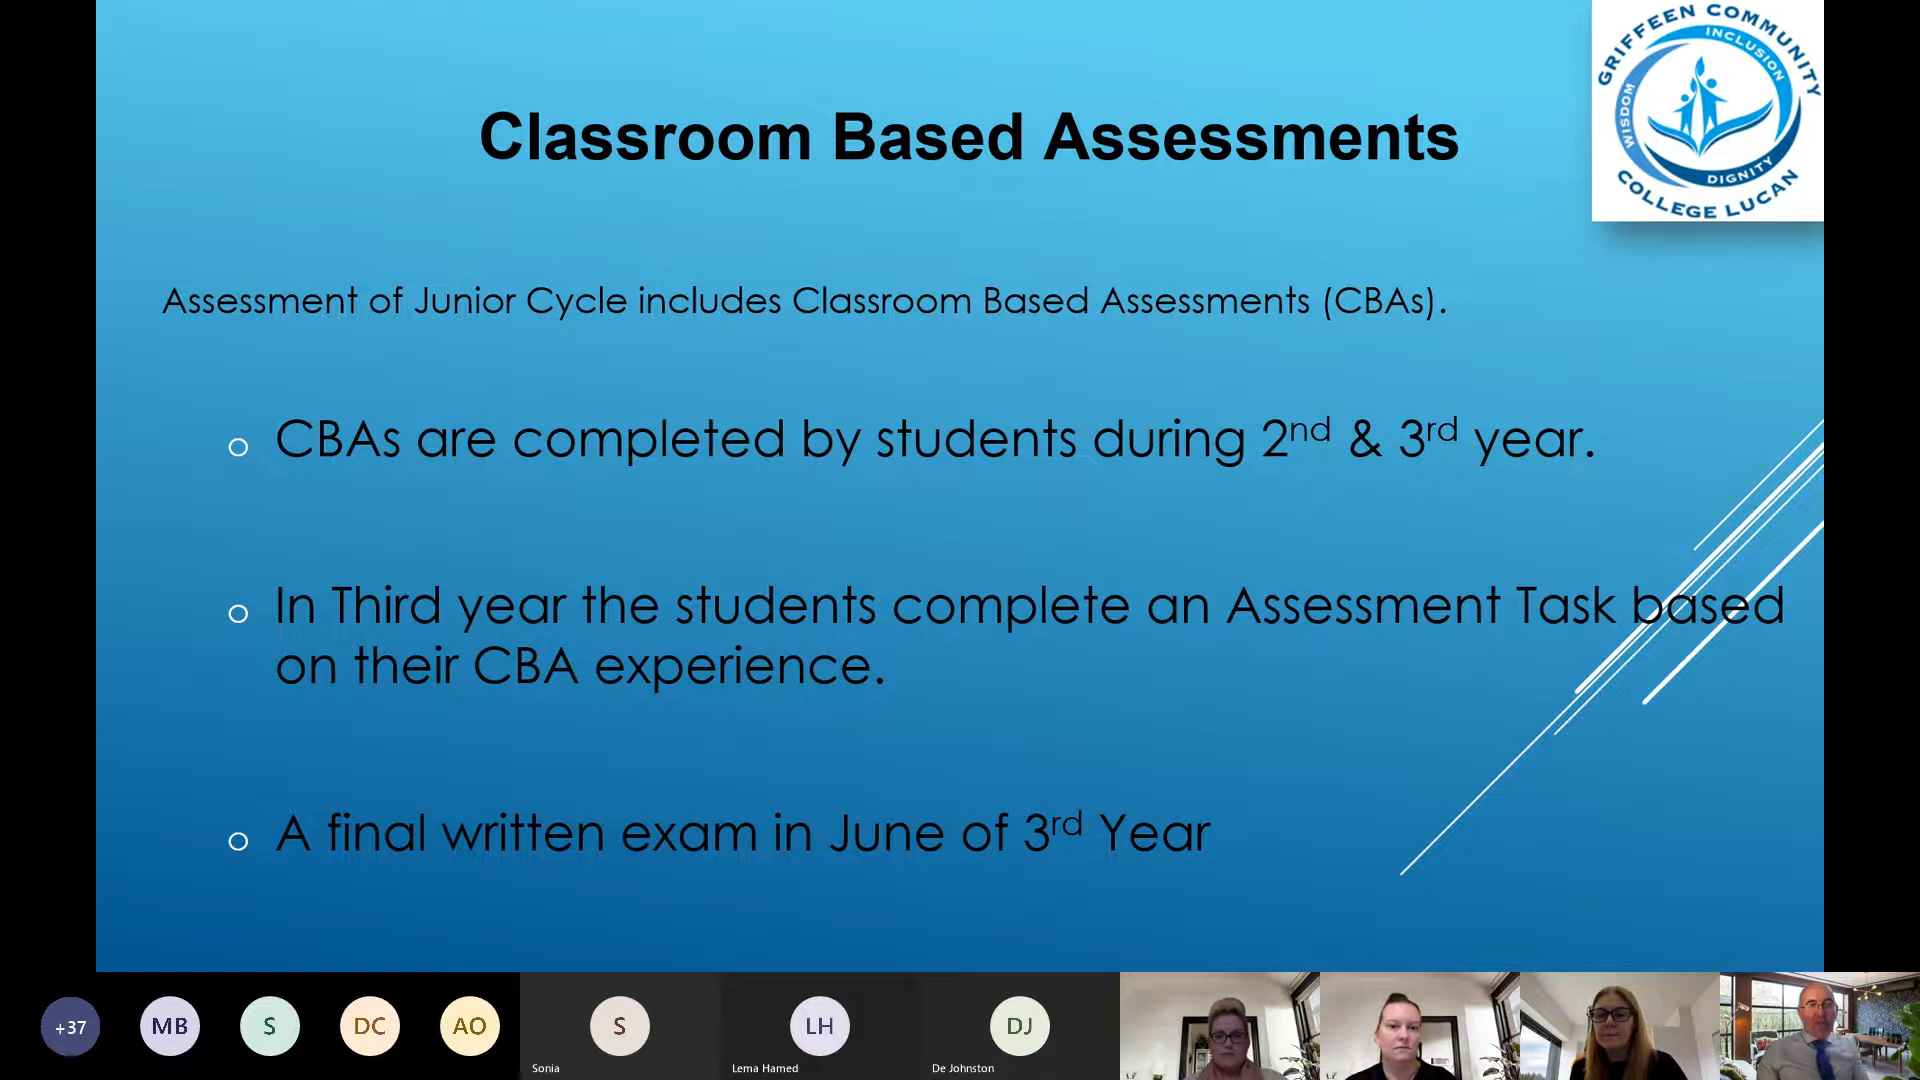 GRIFFEEN COMMUNITY
INCLUSION
WISDOM
DIGNITY
COLLEGE LUCAN
Classroom Based Assessments
Assessment of Junior Cycle includes Classroom Based Assessments (CBAs).
o CBAs are completed by students during 2nd & 3rd year.
o In Third year the students complete an Assessment Task based
on their CBA experience.
o A final written exam in June of 3rd Year
+37
MB
S
DC
AO
S
LH
DJ
Sonia
Lema Hamed
De Johnston